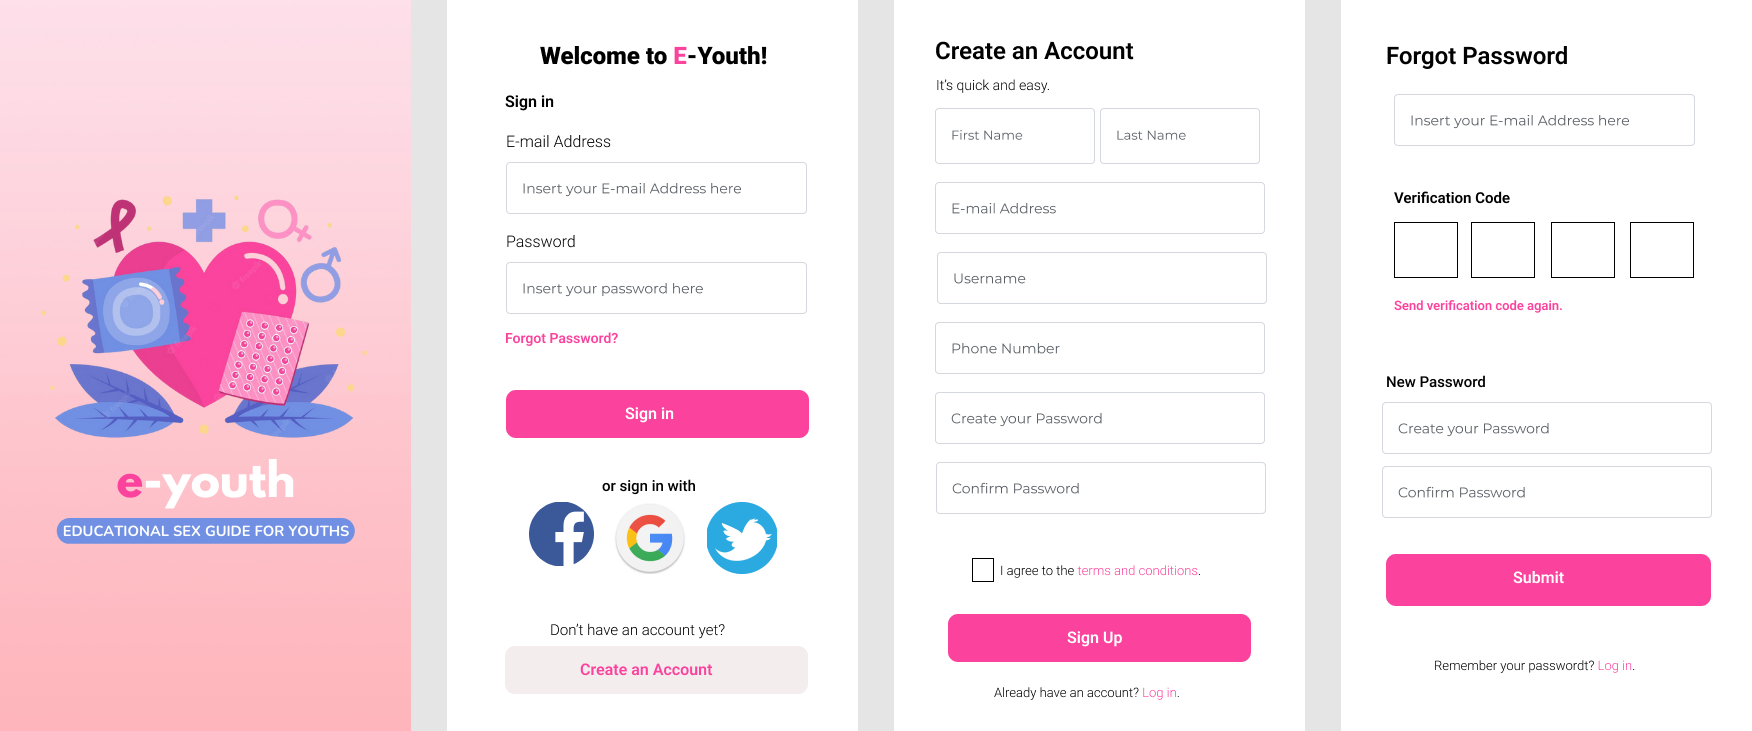 e-youth
EDUCATIONAL SEX GUIDE FOR YOUTHS
Welcome to E-Youth!
Sign in
E-mail Address
Insert your E-mail Address here
Password
Insert your password here
Forgot Password?
Sign in
or sign in with
Don't have an account yet?
Create an Account
Create an Account
It's quick and easy.
First Name Last Name
E-mail Address
Username
Phone Number
Create your Password
Confirm Password
I agree to the terms and conditions.
Sign Up
Already have an account? Log in.
Forgot Password
Insert your E-mail Address here
Verification Code
Send verification code again.
New Password
Create your Password
Confirm Password
Submit
Remember your passwordt? Log in.